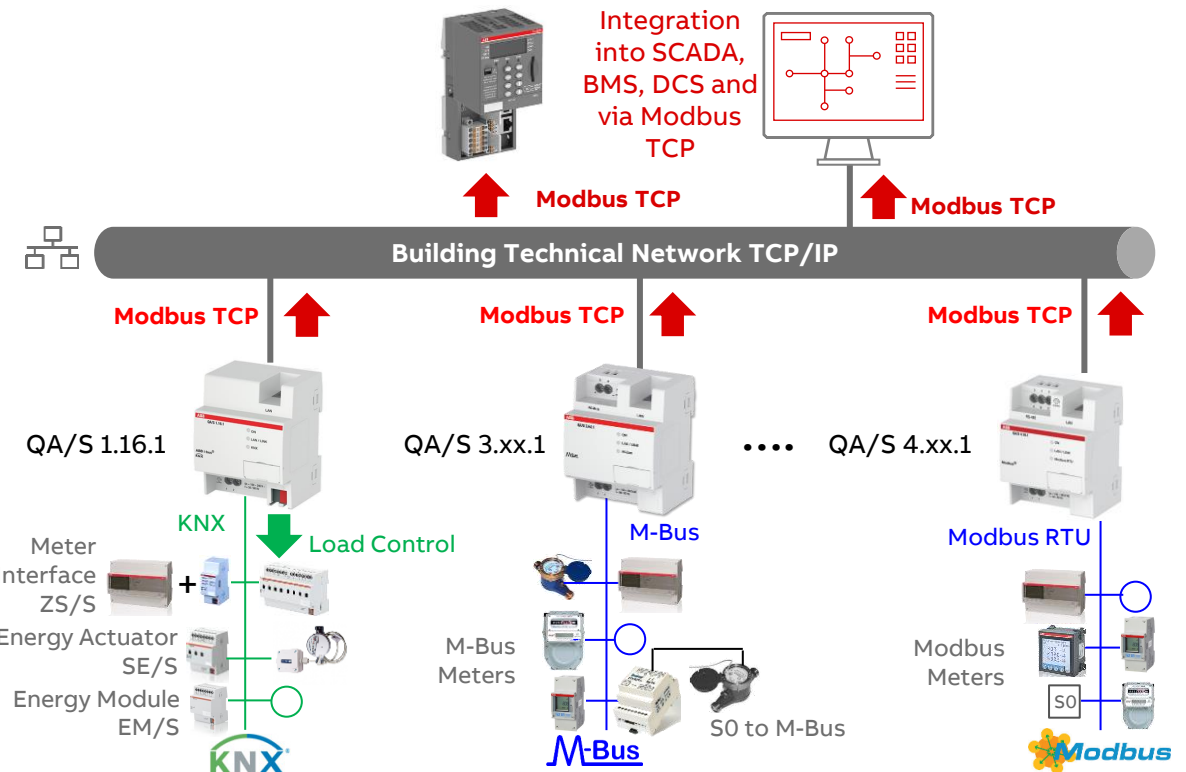 Integration
into SCADA,
BMS, DCS and
via Modbus
TCP
Modbus TCP
Modbus TCP
Building Technical Network TCP/IP
Modbus TCP
Modbus TCP
Modbus TCP
QA/S 1.16.1
QA/S 3.xx.1
....
QA/S 4.xx.1
KNX
Load Control
M-Bus
Modbus RTU
Meter
nterface
ZS/S
+
Energy Actuator
SE/S
Energy Module
EM/S
M-Bus
Meters
S0 to M-Bus
Modbus
Meters
S0
KNX
M-Bus
Modbus